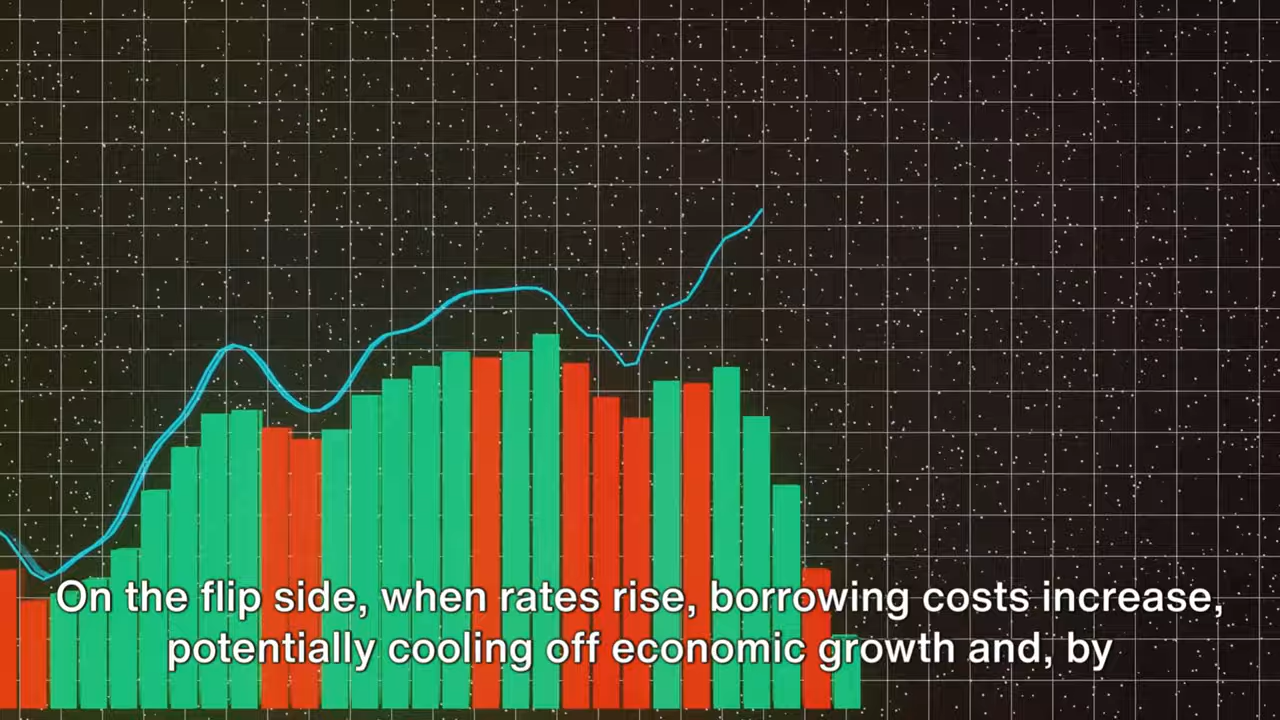 On the flip side, when rates rise, borrowing costs increase,
potentially cooling off economic growth and, by